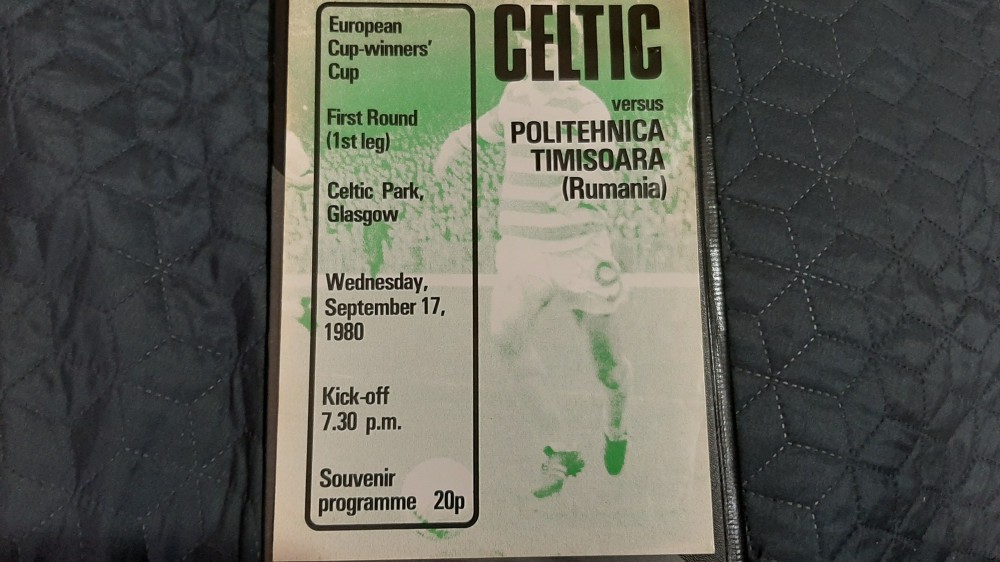 European
Cup-winners'
Cup
First Round
(1st leg)
Celtic Park,
Glasgow
Wednesday,
September 17,
1980
Kick-off
7.30 p.m.
Souvenir
programme 20p
CELTIC
versus
POLITEHNICA
TIMISOARA
(Rumania)